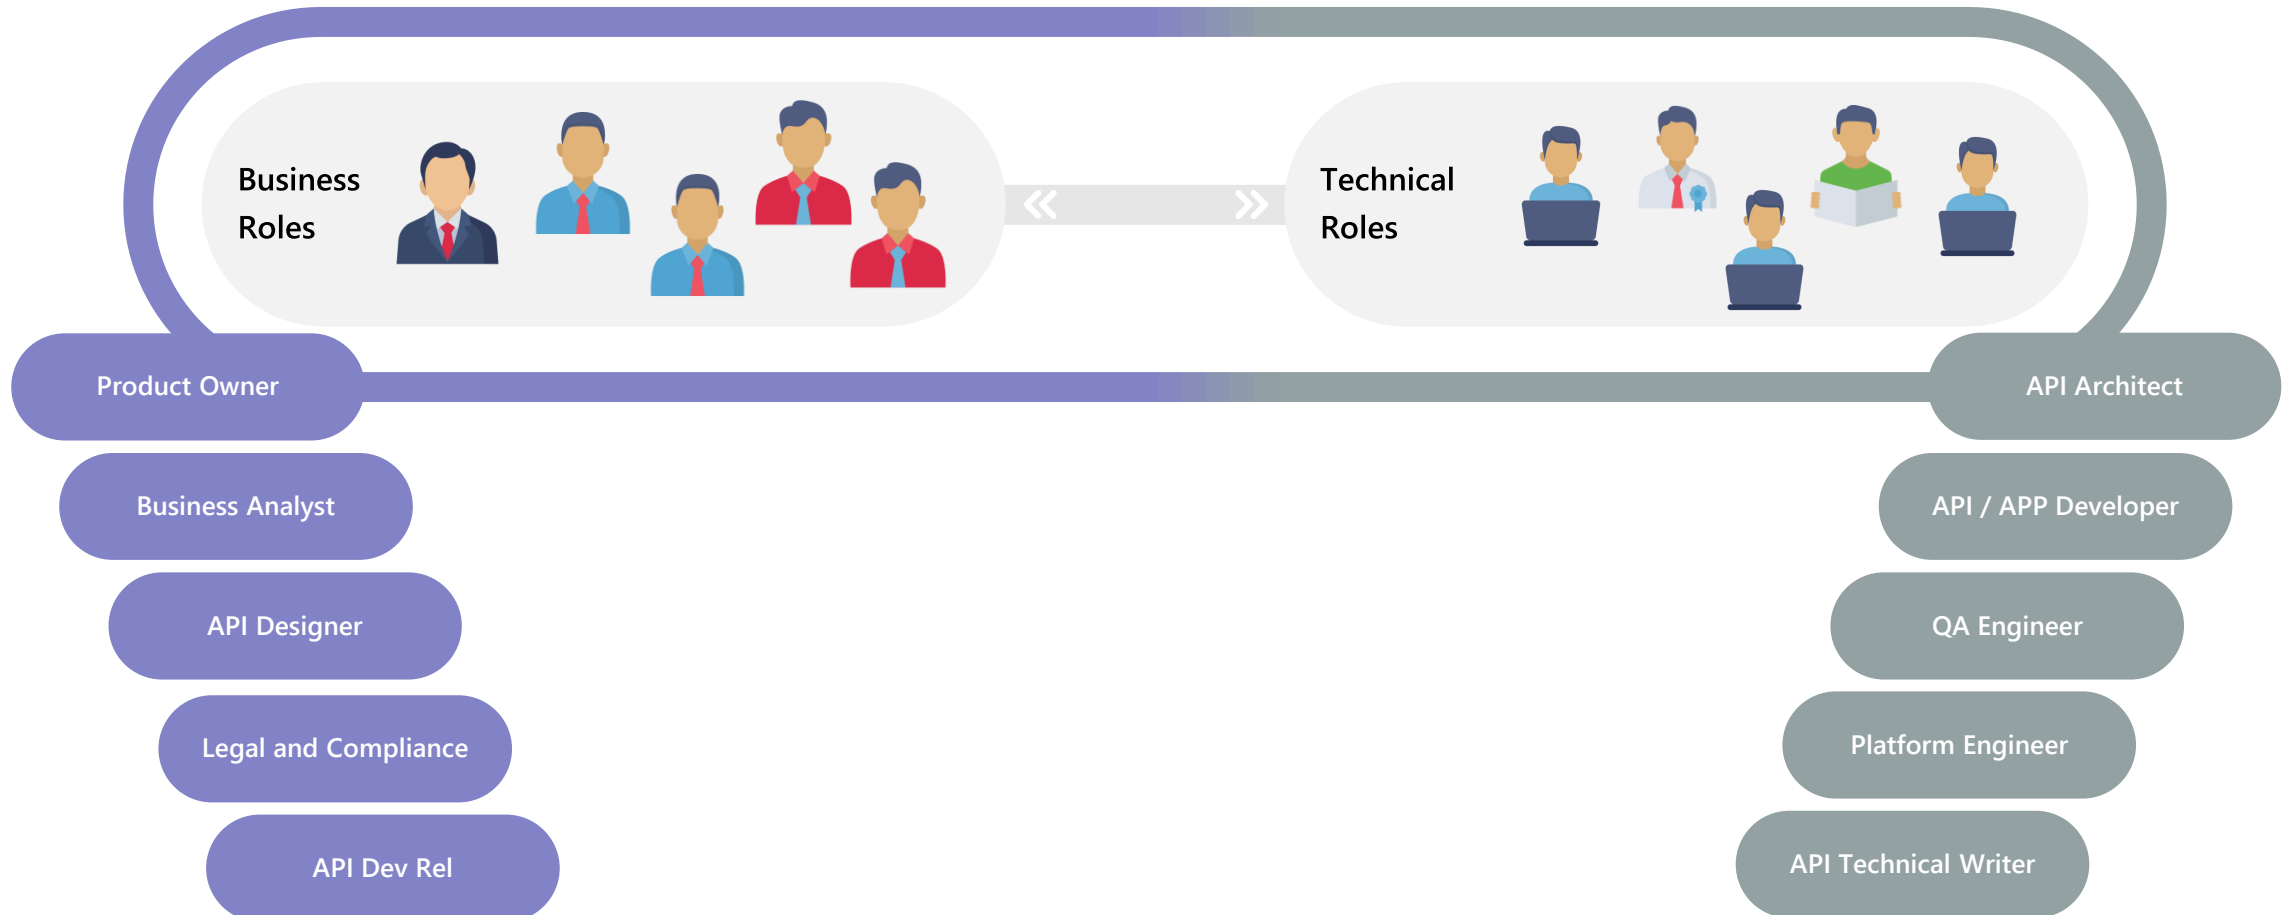 Business
Roles
Technical
Roles
Product Owner
API Architect
Business Analyst
API / APP Developer
API Designer
QA Engineer
Legal and Compliance
Platform Engineer
API Dev Rel
API Technical Writer